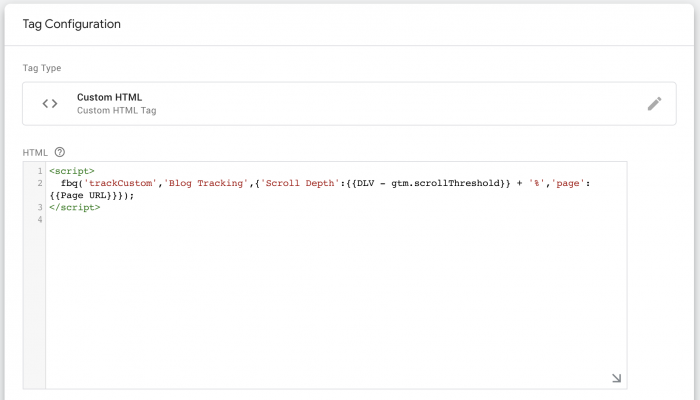 Tag Configuration
Tag Type
<> Custom HTML
Custom HTML Tag
HTML ?
1 <script>
2 fbq('trackCustom','Blog Tracking',{'Scroll Depth':{{DLV - gtm.scrollThreshold}} + '%','page':
{{Page URL}}});
3 </script>
4